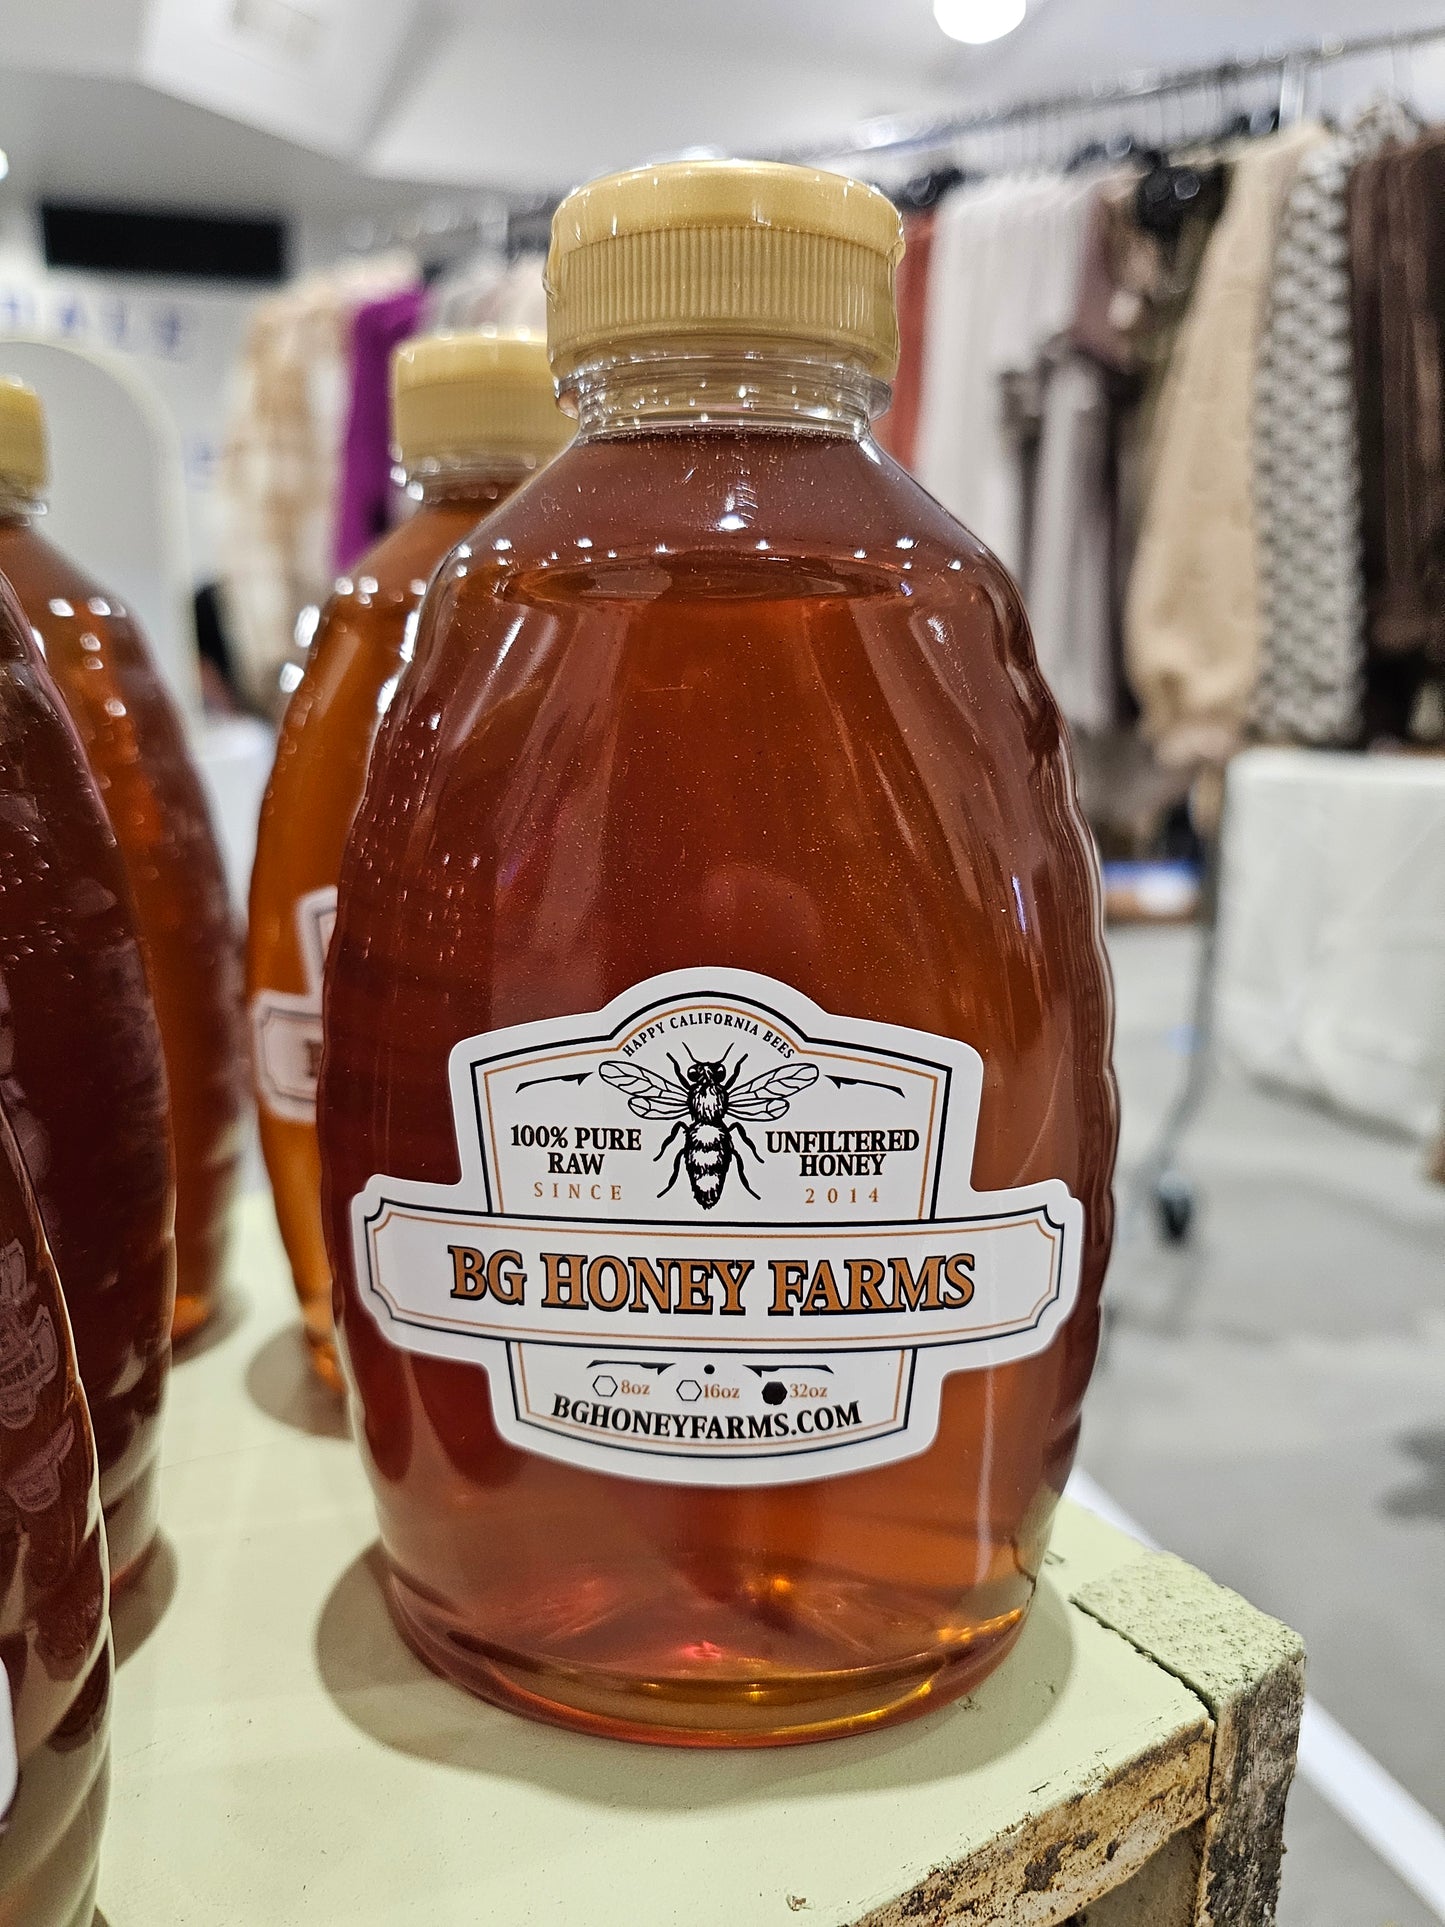 HAPPY CALIFORNIA BEES
100% PURE
RAW
SINCE
UNFILTERED
HONEY
2014
BG HONEY FARMS
8oz 16oz 32oz
BGHONEYFARMS.COM